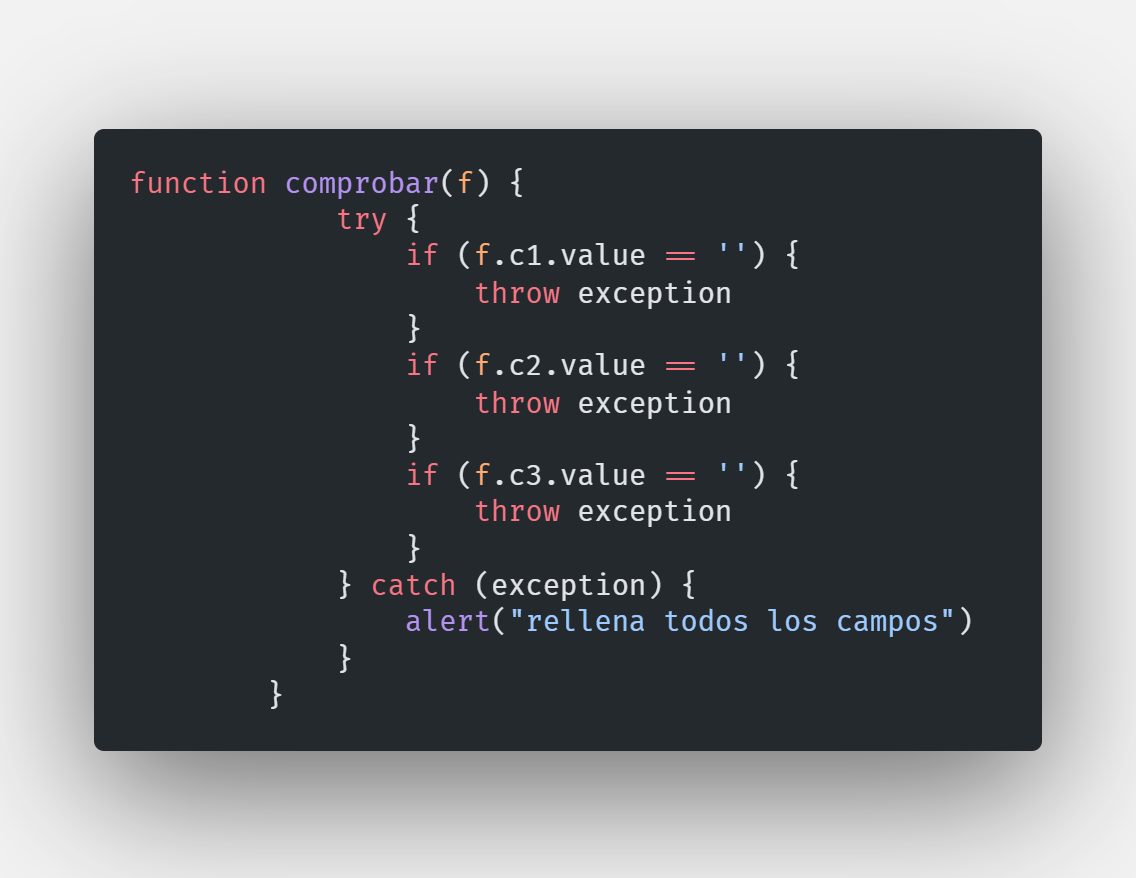 function comprobar(f) {
            try {
                if (f.c1.value == '') {
                    throw exception
                }
                if (f.c2.value == '') {
                    throw exception
                }
                if (f.c3.value == '') {
                    throw exception
                }
            } catch (exception) {
                alert("rellena todos los campos")
            }
        }